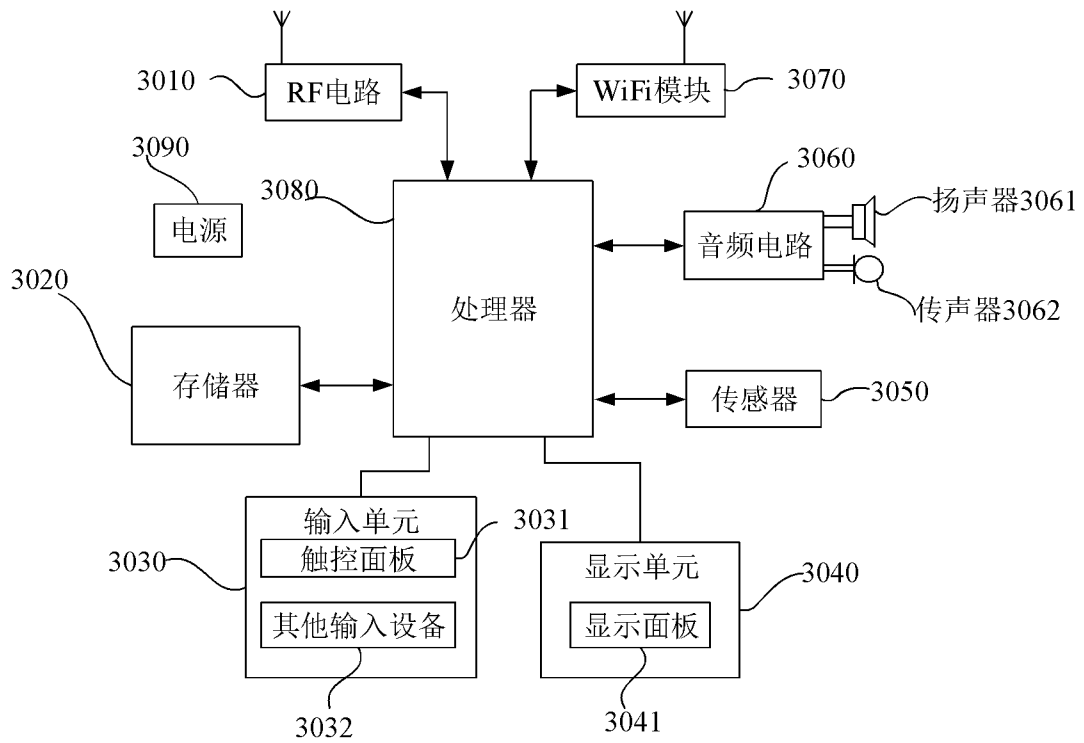 3010
RF电路
WiFi模块
3070
3090
电源
3080
3060
音频电路
扬声器3061
传声器3062
3020
存储器
处理器
传感器
3050
输入单元
3031
触控面板
3030
其他输入设备
3032
显示单元
3040
显示面板
3041